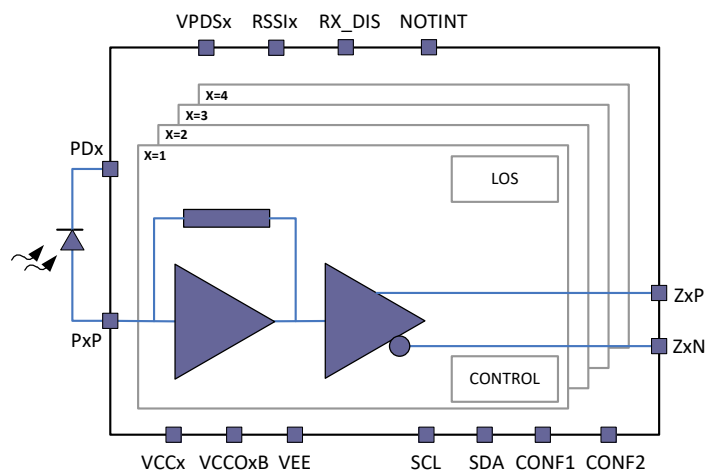 VPDSx RSSIx RX_DIS NOTINT
X=4
X=3
X=2
X=1
PDx
LOS
ZxP
PxP
ZxN
CONTROL
VCCx VCCOxB VEE SCL SDA CONF1 CONF2